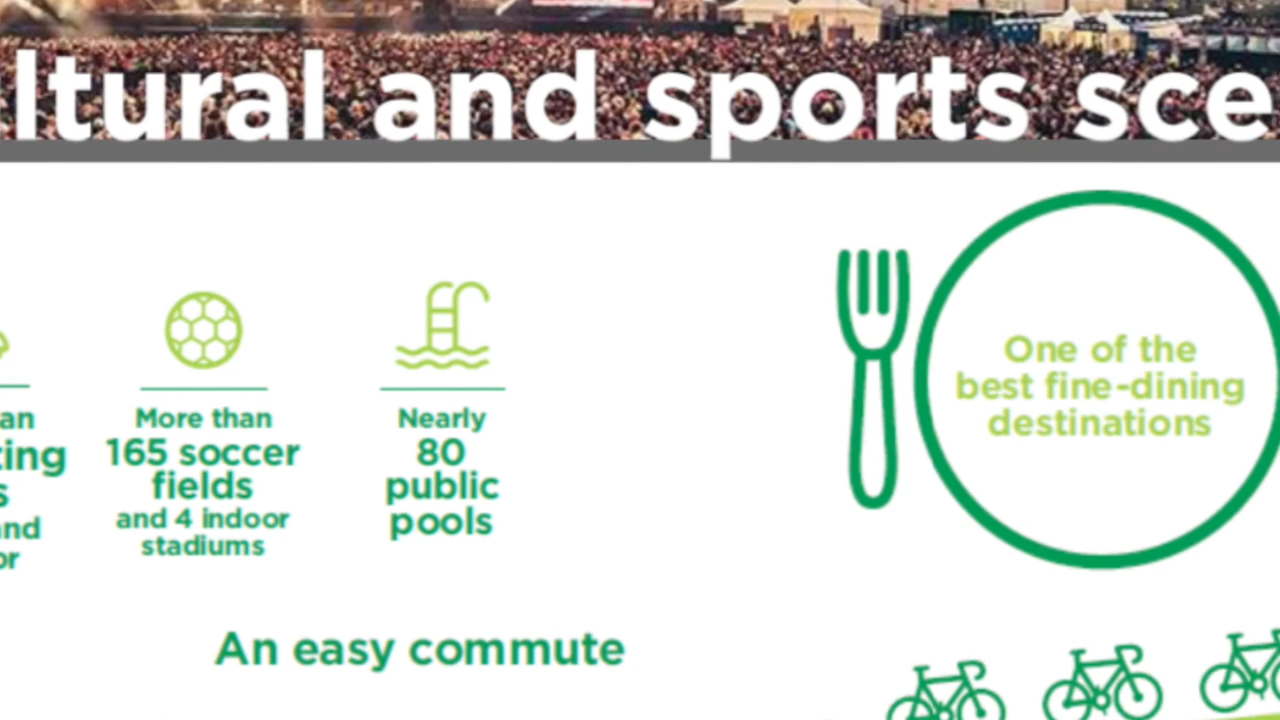 ltural and sports sce
an
ting
s
and
or
More than
165 soccer
fields
and 4 indoor
stadiums
Nearly
80
public
pools
One of the
best fine-dining
destinations
An easy commute